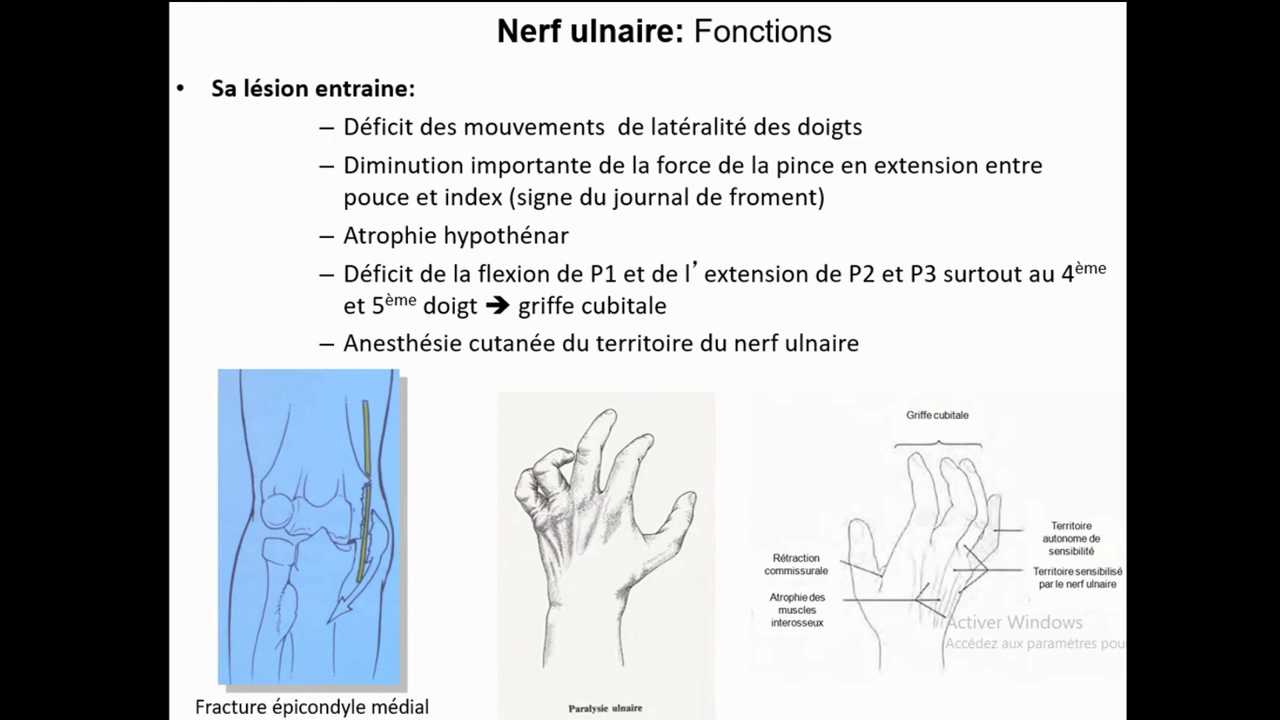 Nerf ulnaire: Fonctions
• Sa lésion entraine:
– Déficit des mouvements de latéralité des doigts
– Diminution importante de la force de la pince en extension entre
pouce et index (signe du journal de froment)
– Atrophie hypothénar
– Déficit de la flexion de P1 et de l’ extension de P2 et P3 surtout au 4ème
et 5ème doigt ➔ griffe cubitale
– Anesthésie cutanée du territoire du nerf ulnaire
Fracture épicondyle médial
Paralysie ulnaire
Griffe cubitale
Rétraction
commissurale
Atrophie des
muscles
interosseux
Territoire
autonome de
sensibilité
Territoire sensibilisé
par le nerf ulnaire
Activer Windows
Accédez aux paramètres pou